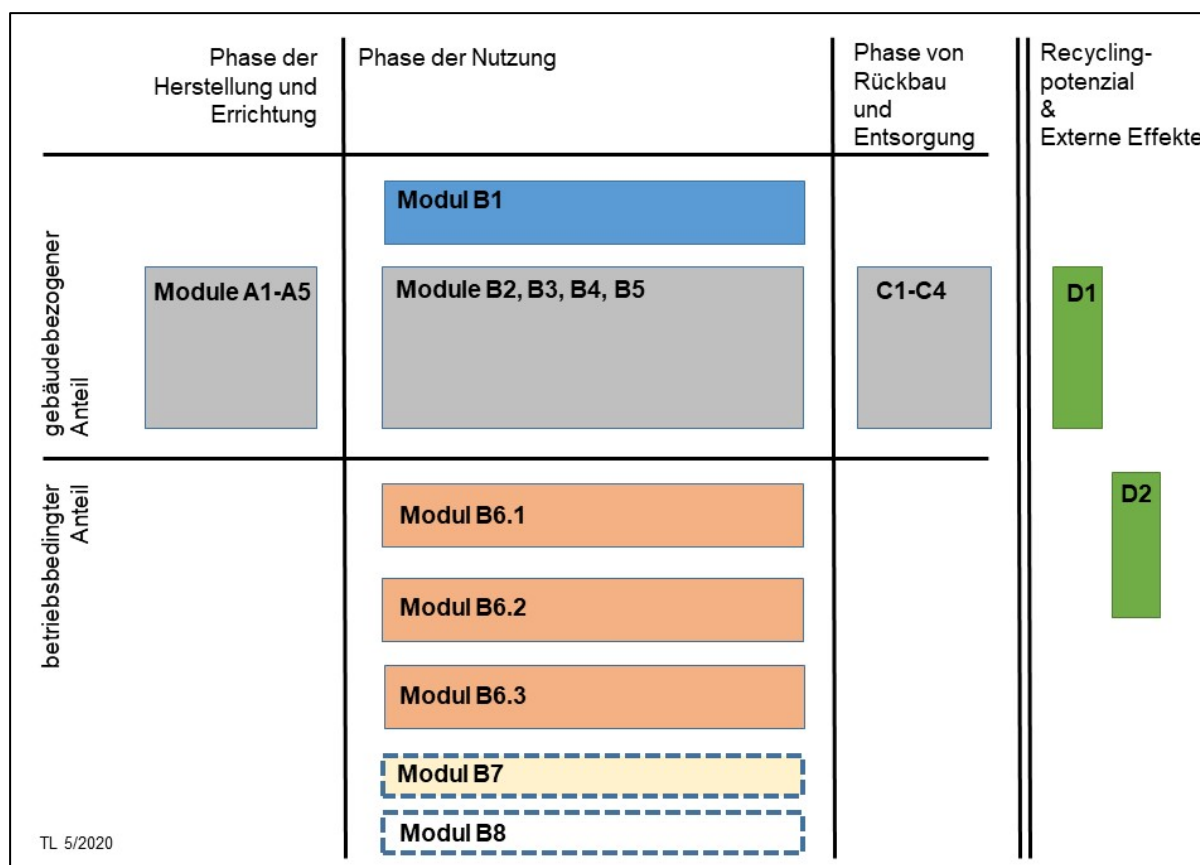 Phase der
Herstellung und
Errichtung
Phase der Nutzung
Phase von
Rückbau
und
Entsorgung
Recycling-
potenzial
&
Externe Effekte
gebäudebezogener
Anteil
Modul B1
Module A1-A5
Module B2, B3, B4, B5
C1-C4
D1
betriebsbedingter
Anteil
Modul B6.1
D2
Modul B6.2
Modul B6.3
Modul B7
Modul B8
TL 5/2020